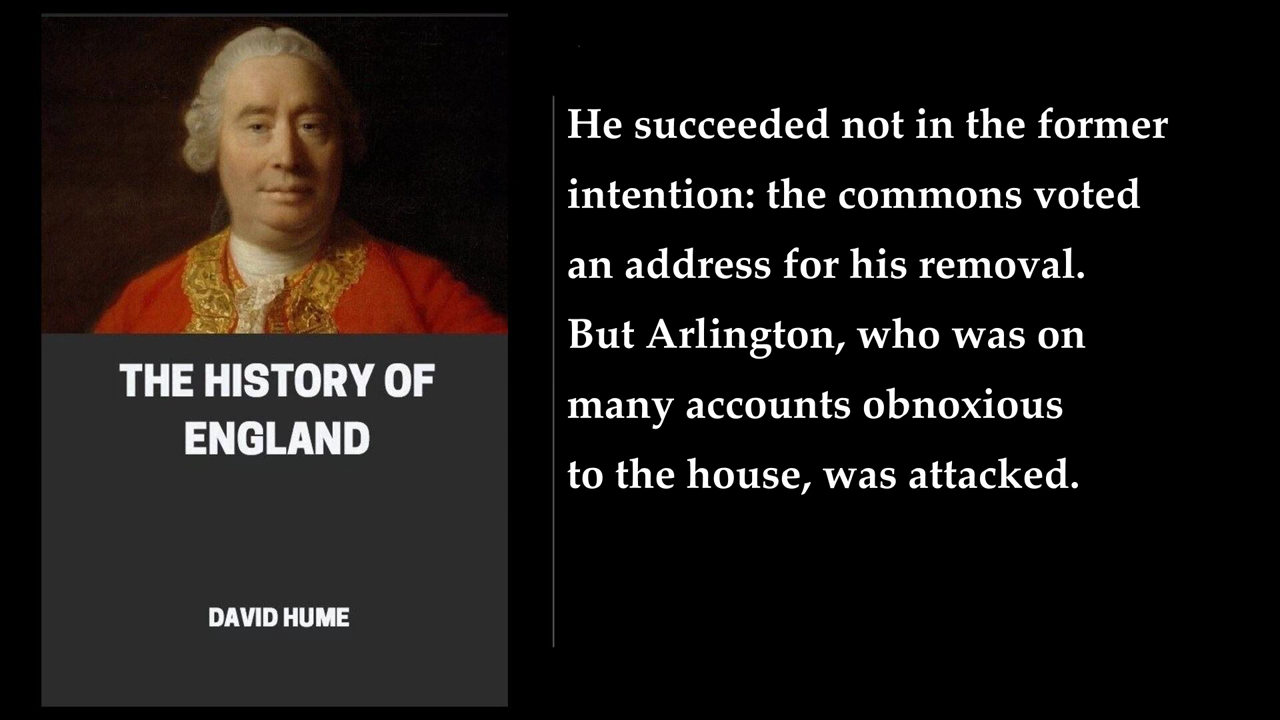 THE HISTORY OF
ENGLAND
DAVID HUME
He succeeded not in the former
intention: the commons voted
an address for his removal.
But Arlington, who was on
many accounts obnoxious
to the house, was attacked.